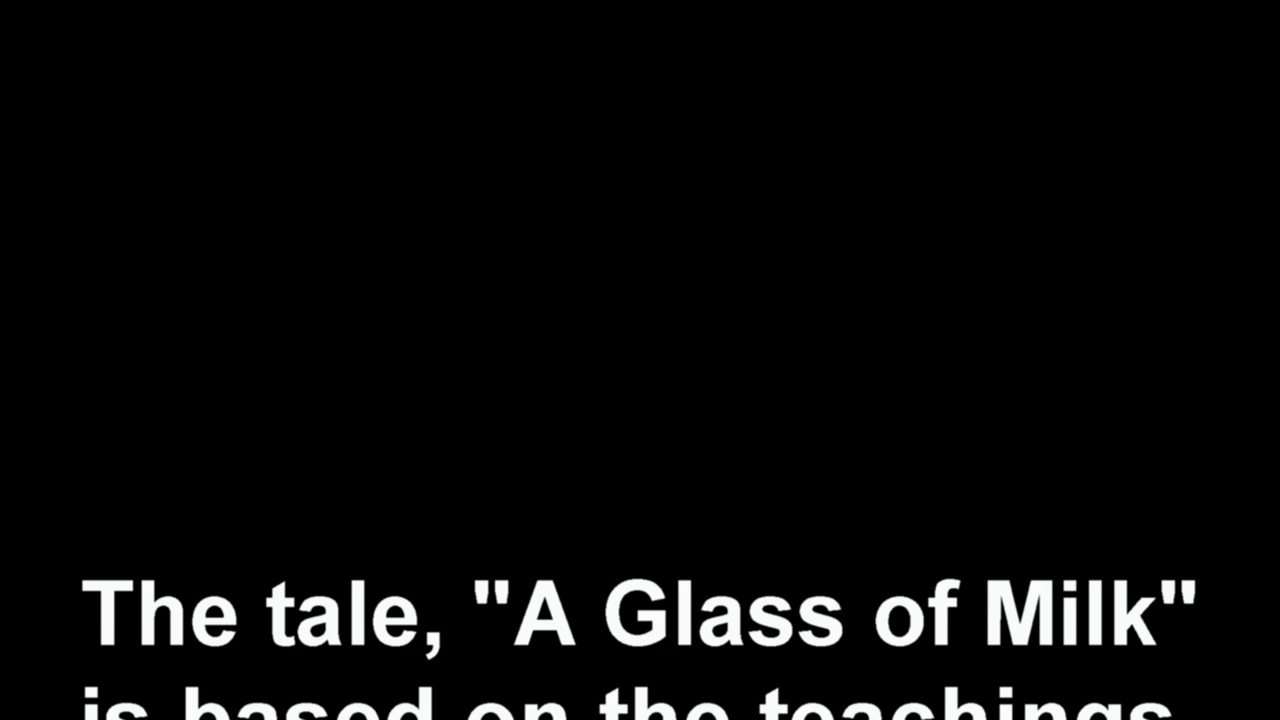 The tale, "A Glass of Milk"
is based on the teachings